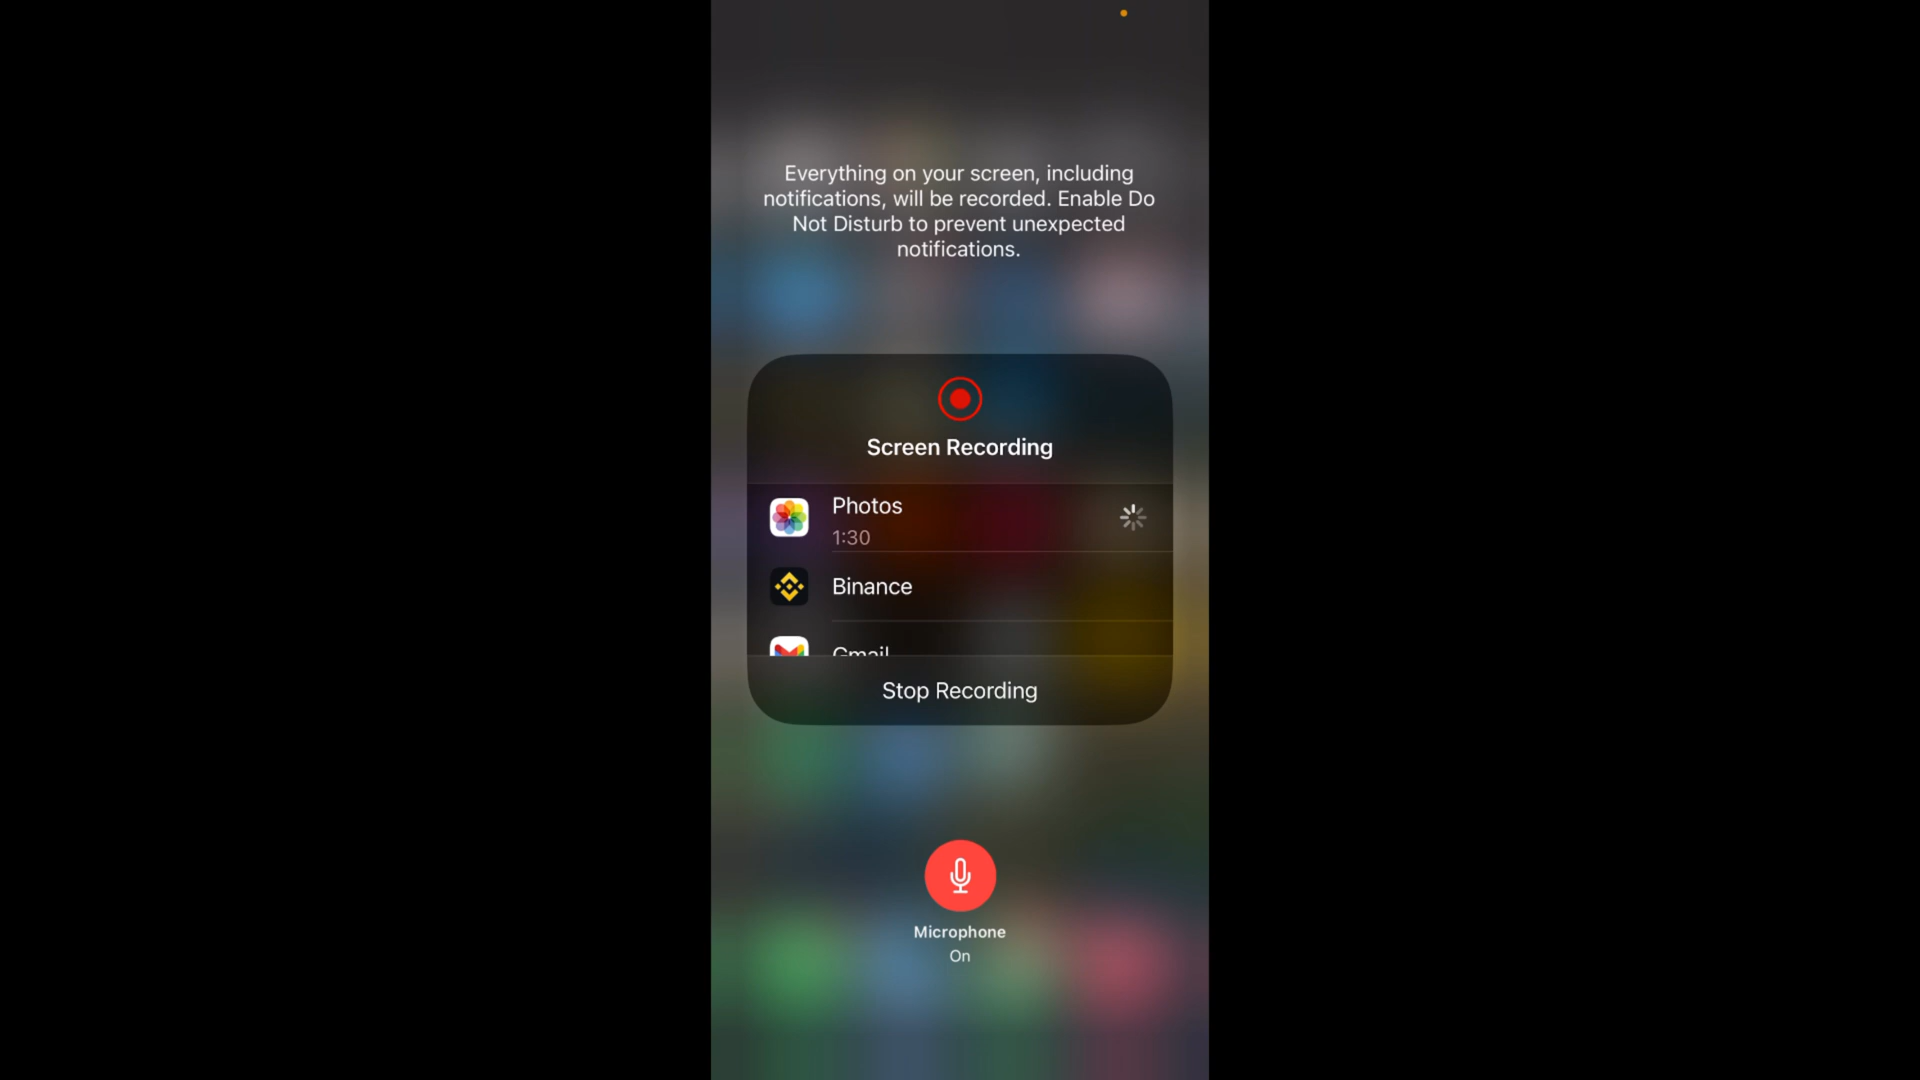 Everything on your screen, including
notifications, will be recorded. Enable Do
Not Disturb to prevent unexpected
notifications.
Screen Recording
Photos
1:30
Binance
Gmail
Stop Recording
Microphone
On